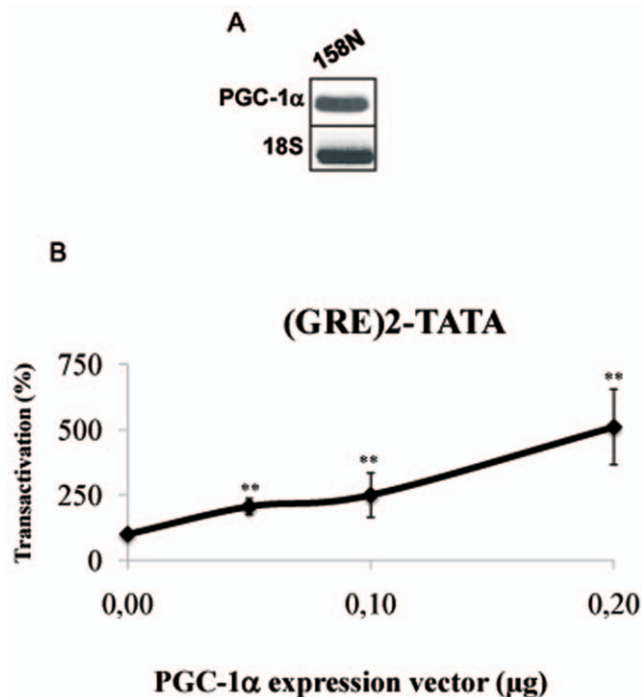 A
158N
PGC-1α
18S
B
(GRE)2-TATA
Transactivation (%)
750
500
250
0
**
**
**
0,00
0,10
0,20
PGC-1α expression vector (μg)